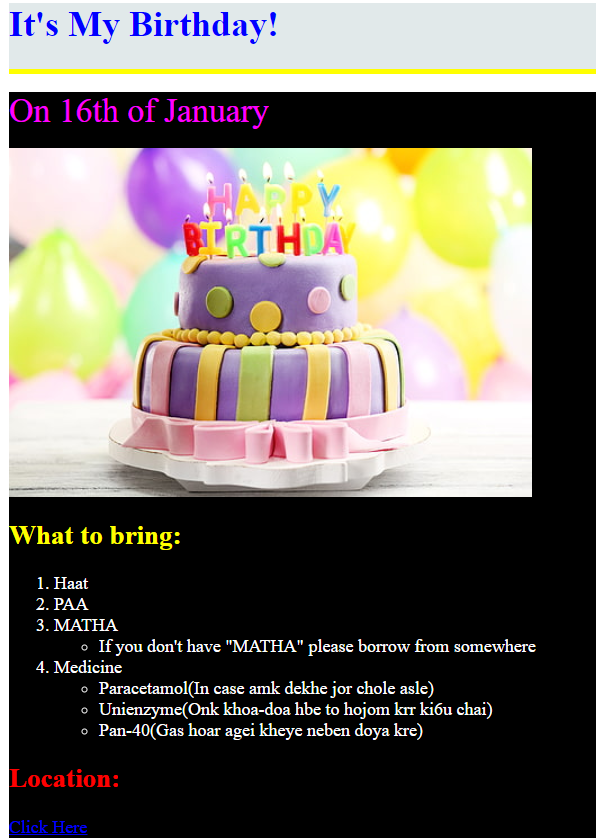 It's My Birthday!
On 16th of January
HAPPY
BIRTHDAY
What to bring:
1. Haat
2. PAA
3. MATHA
If you don't have "MATHA" please borrow from somewhere
4. Medicine
Paracetamol(In case amk dekhe jor chole asle)
Unienzyme(Onk khoa-doa hbe to hojom krr ki6u chai)
Pan-40(Gas hoar agei kheye neben doya kre)
Location:
Click Here